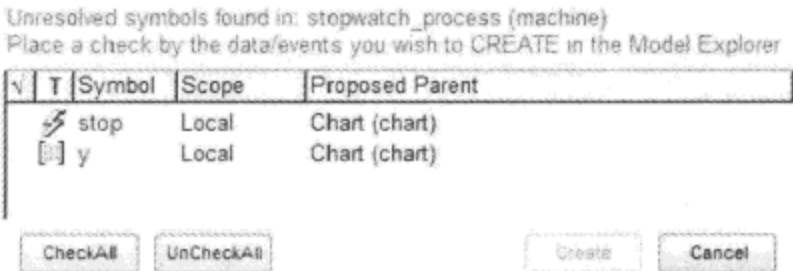 Unresolved symbols found in: stopwatch_process (machine)
Place a check by the data/events you wish to CREATE in the Model Explorer
√ T Symbol Scope Proposed Parent
stop Local Chart (chart)
y Local Chart (chart)
CheckAll UnCheckAll Create Cancel